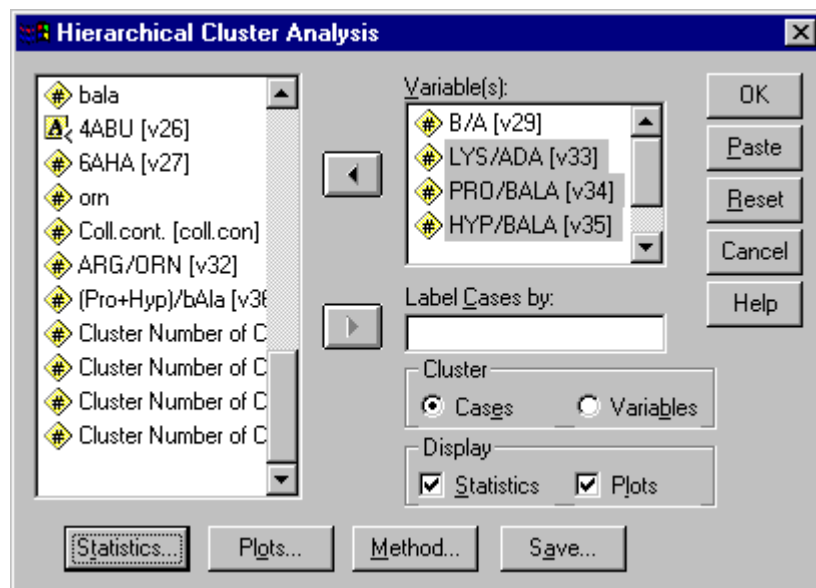 Hierarchical Cluster Analysis
bala
4ABU [v26]
6AHA [v27]
orn
Coll.cont. [coll.con]
ARG/ORN [v32]
(Pro+Hyp)/bAla [v36
Cluster Number of C
Cluster Number of C
Cluster Number of C
Cluster Number of C
Variable(s):
B/A [v29]
LYS/ADA [v33]
PRO/BALA [v34]
HYP/BALA [v35]
Label Cases by:
Cluster
Cases
Variables
Display
Statistics
Plots
OK
Paste
Reset
Cancel
Help
Statistics...
Plots...
Method...
Save...